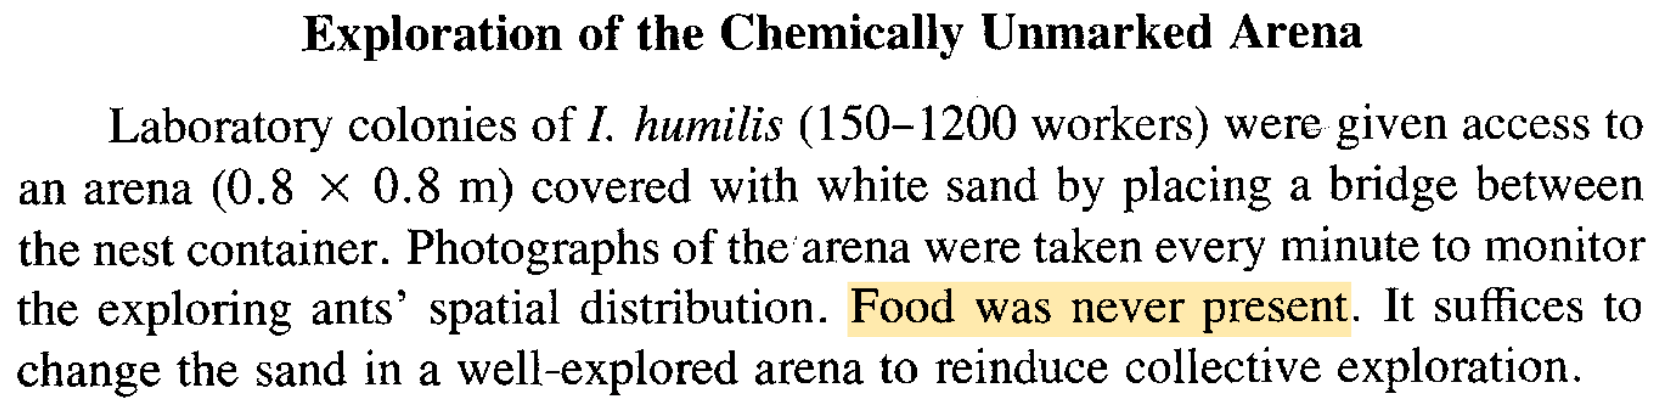 Exploration of the Chemically Unmarked Arena
Laboratory colonies of I. humilis (150–1200 workers) were given access to
an arena (0.8 × 0.8 m) covered with white sand by placing a bridge between
the nest container. Photographs of the arena were taken every minute to monitor
the exploring ants’ spatial distribution. Food was never present. It suffices to
change the sand in a well-explored arena to reinduce collective exploration.